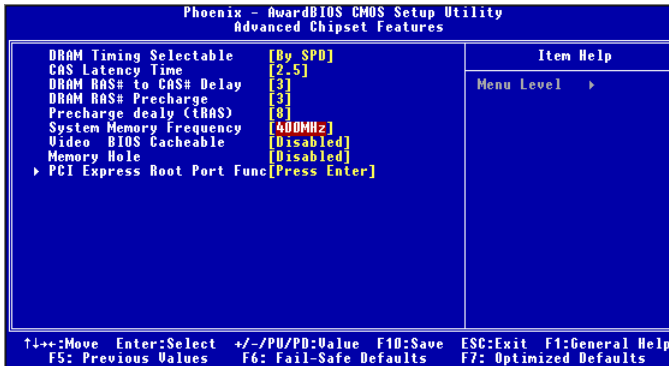 Phoenix - AwardBIOS CMOS Setup Utility
Advanced Chipset Features
DRAM Timing Selectable [By SPD]
CAS Latency Time [2.5]
DRAM RAS# to CAS# Delay [3]
DRAM RAS# Precharge [3]
Precharge dealy (tRAS) [8]
System Memory Frequency [400MHz]
Video BIOS Cacheable [Disabled]
Memory Hole [Disabled]
▸ PCI Express Root Port Func[Press Enter]
Item Help
Menu Level ▸
↑↓→←:Move Enter:Select +/-/PU/PD:Value F10:Save ESC:Exit F1:General Help
F5: Previous Values F6: Fail-Safe Defaults F7: Optimized Defaults